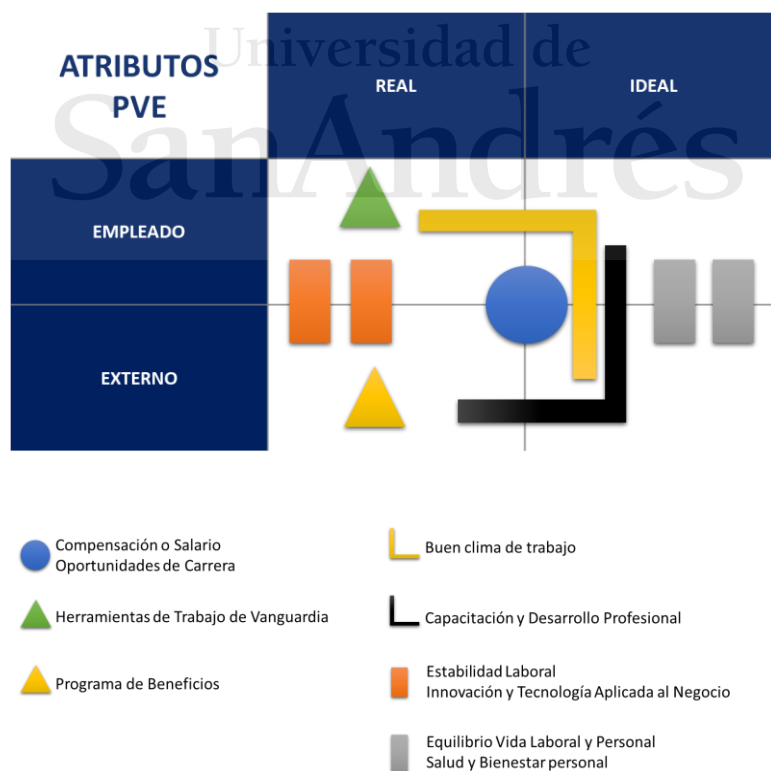 Universidad de
SanAndrés
ATRIBUTOS
PVE
REAL
IDEAL
EMPLEADO
EXTERNO
Compensación o Salario
Oportunidades de Carrera
Herramientas de Trabajo de Vanguardia
Programa de Beneficios
Buen clima de trabajo
Capacitación y Desarrollo Profesional
Estabilidad Laboral
Innovación y Tecnología Aplicada al Negocio
Equilibrio Vida Laboral y Personal
Salud y Bienestar personal